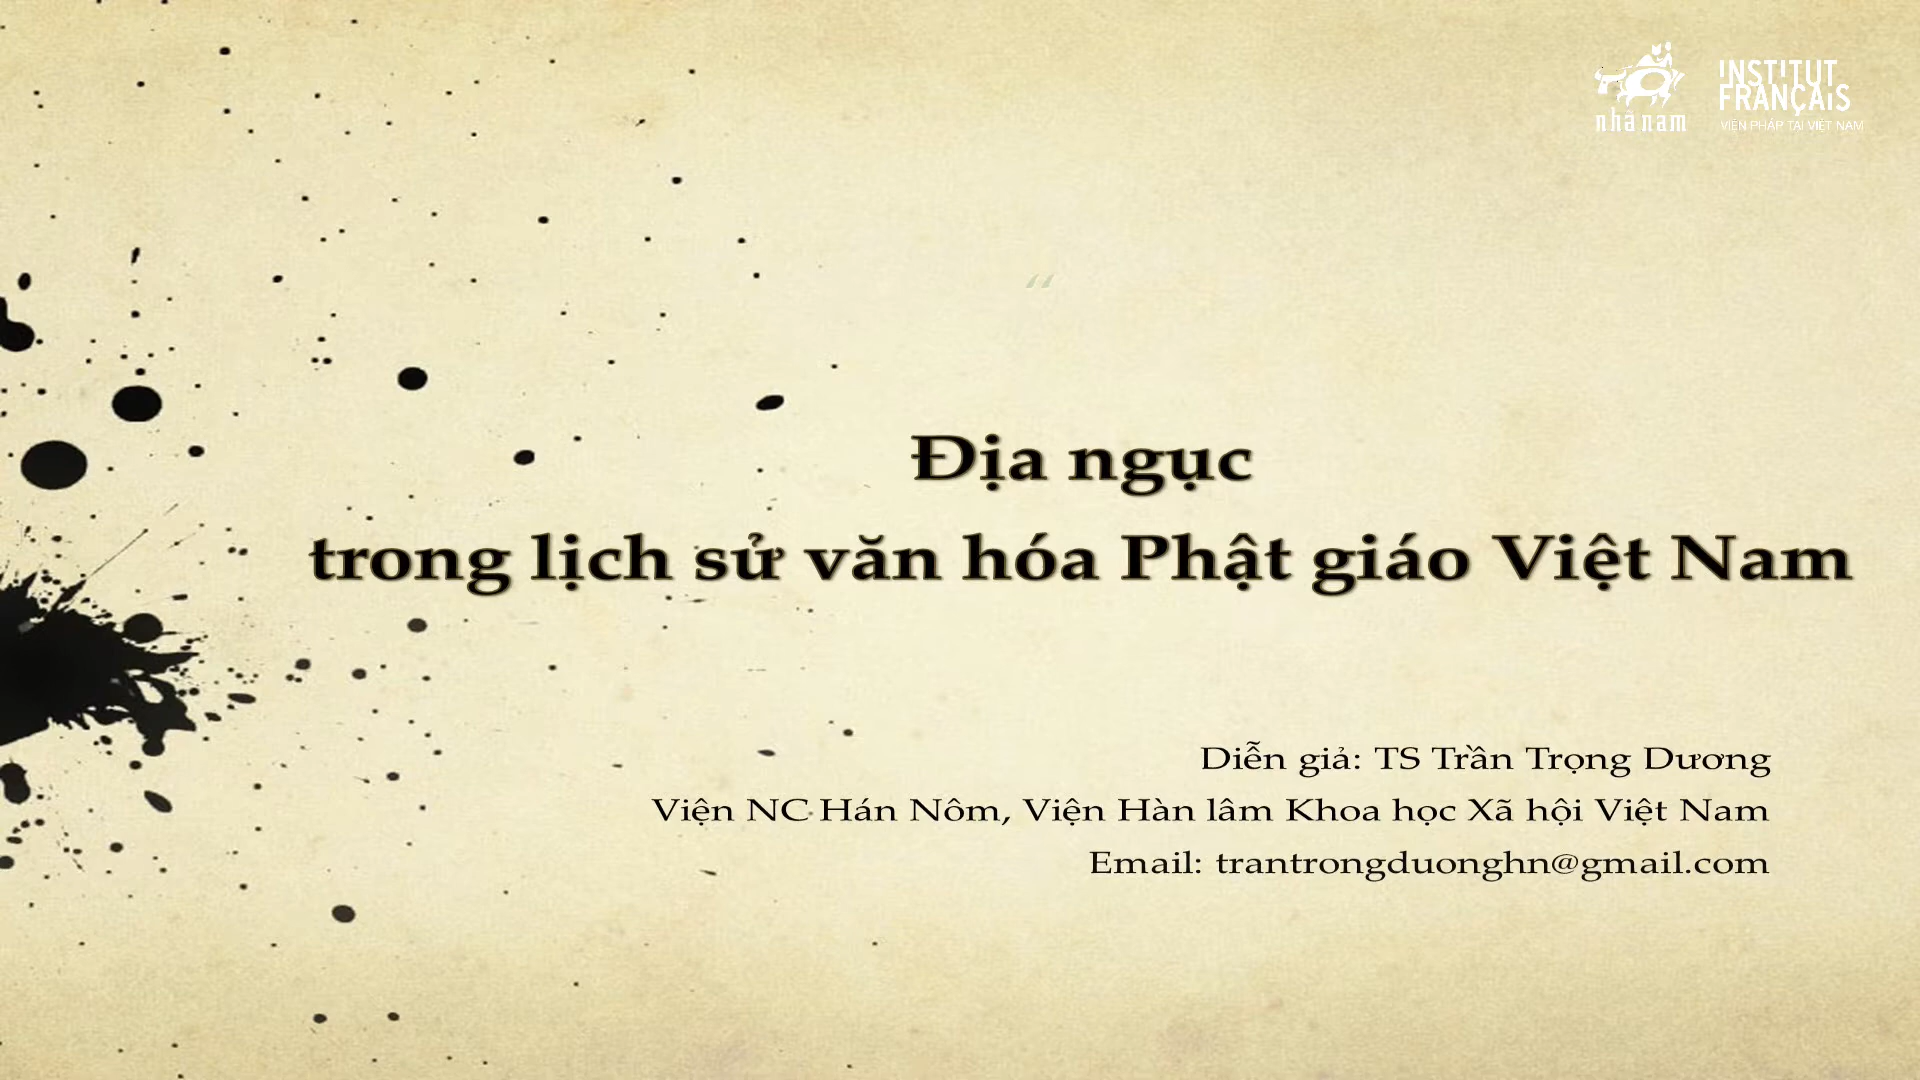 nhã nam
INSTITUT
FRANÇAIS
VIỆN PHÁP TẠI VIỆT NAM
“
Địa ngục
trong lịch sử văn hóa Phật giáo Việt Nam
Diễn giả: TS Trần Trọng Dương
Viện NC Hán Nôm, Viện Hàn lâm Khoa học Xã hội Việt Nam
Email: trantrongduonghn@gmail.com